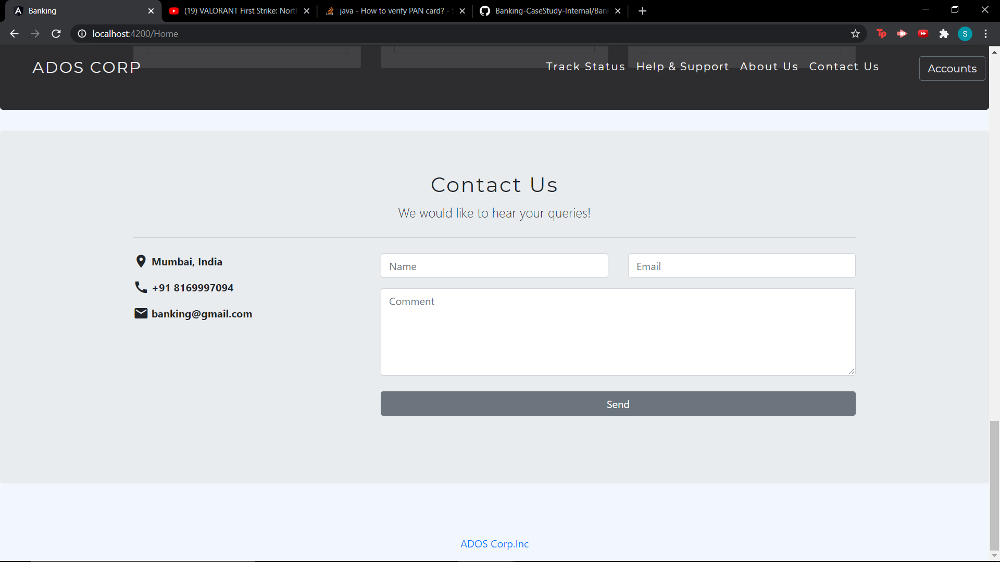 Banking
(19) VALORANT First Strike: Nort
java - How to verify PAN card? - S
Banking-CaseStudy-Internal/Bank
localhost:4200/Home
Tp
S
ADOS CORP
Track Status
Help & Support
About Us
Contact Us
Accounts
Contact Us
We would like to hear your queries!
Mumbai, India
+91 8169997094
banking@gmail.com
Name
Email
Comment
Send
ADOS Corp.Inc